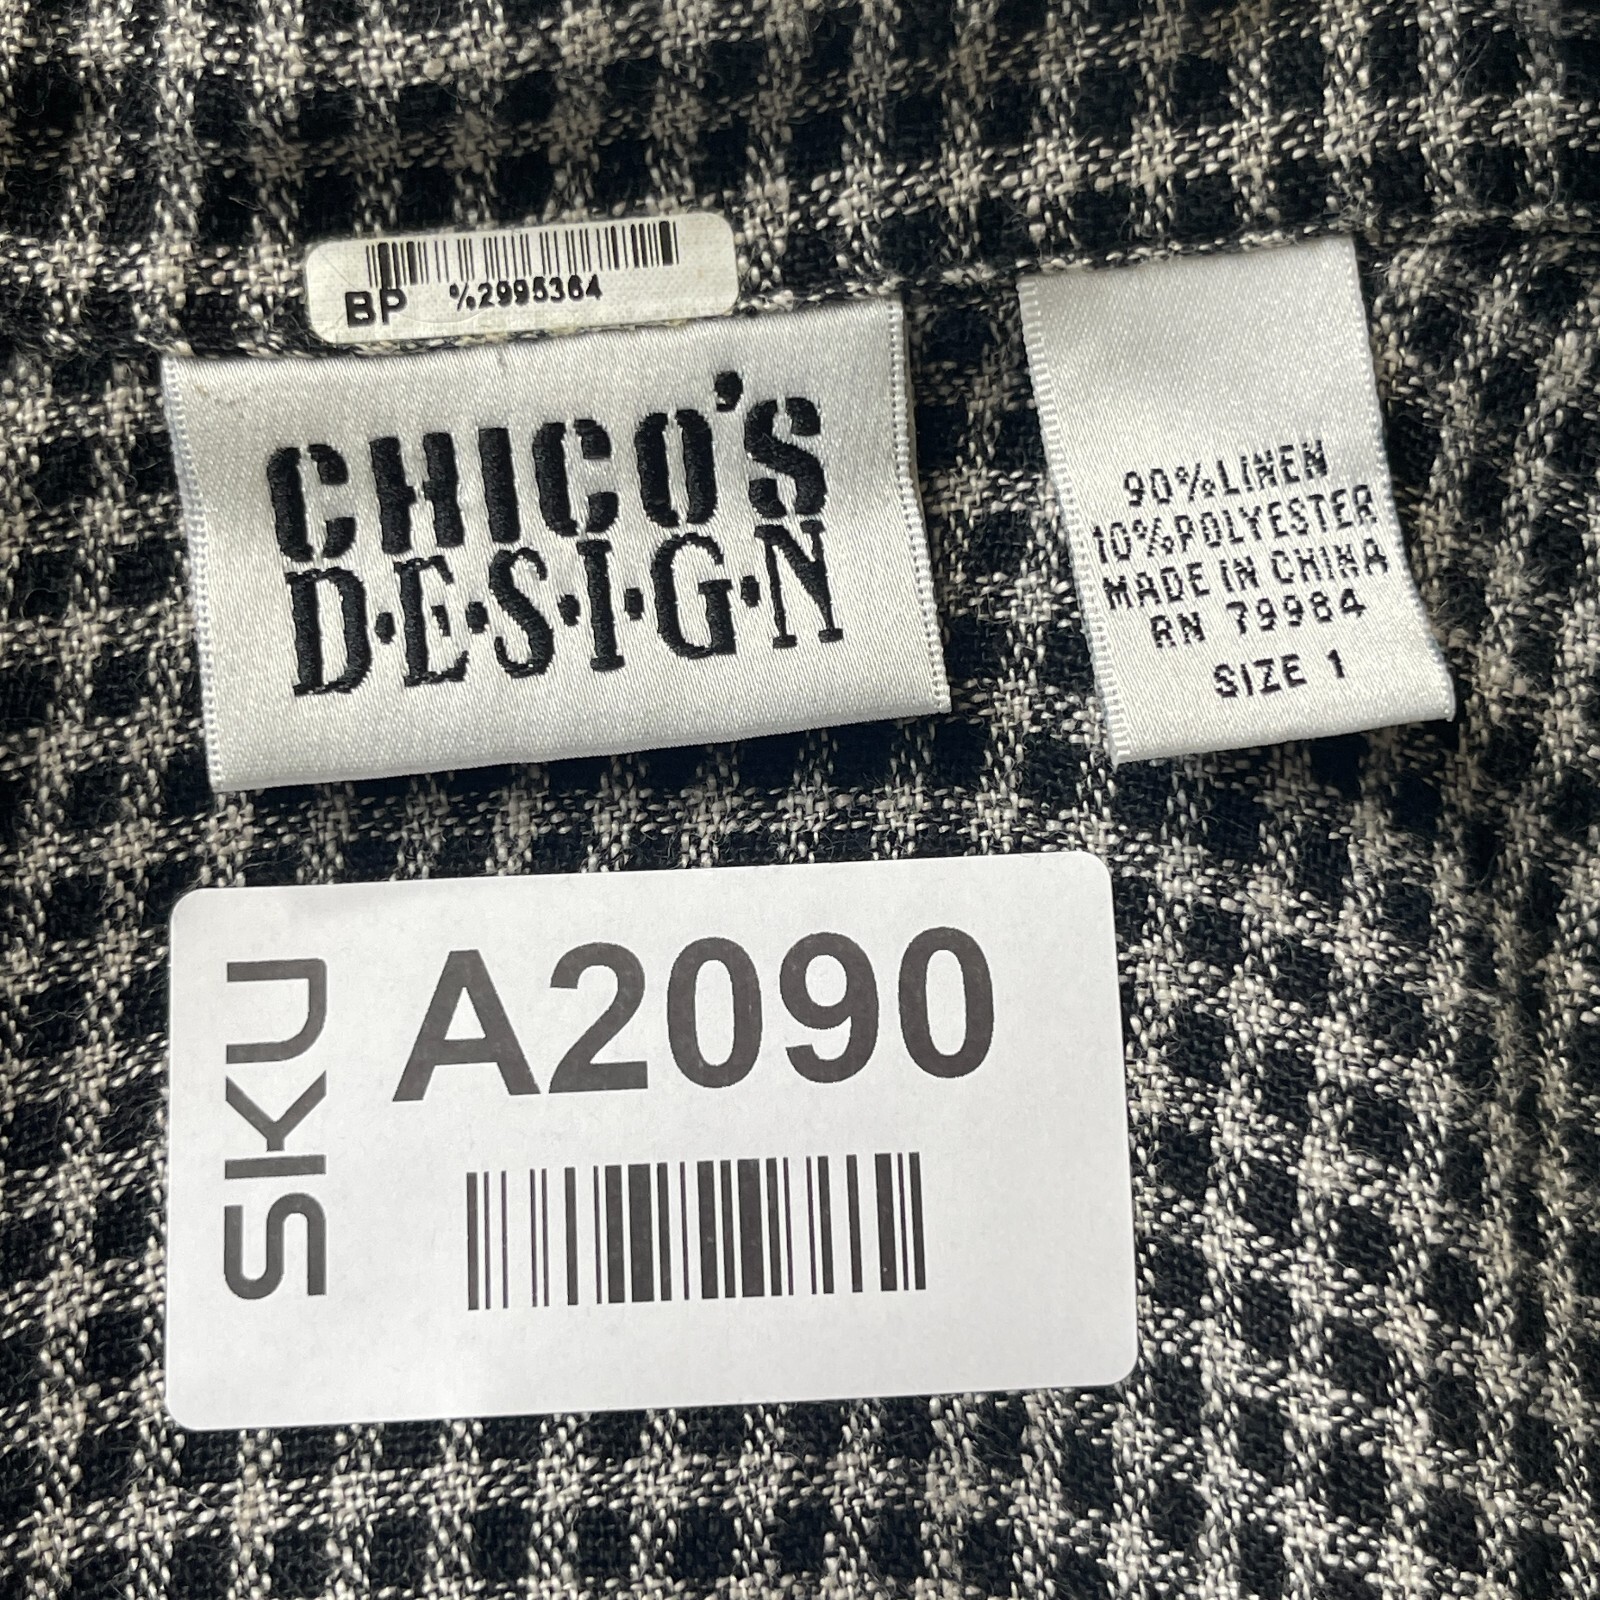 BP %2995364
CHICO'S
D·E·S·I·G·N
90%LINEN
10%POLYESTER
MADE IN CHINA
RN 79984
SIZE 1
SKU
A2090